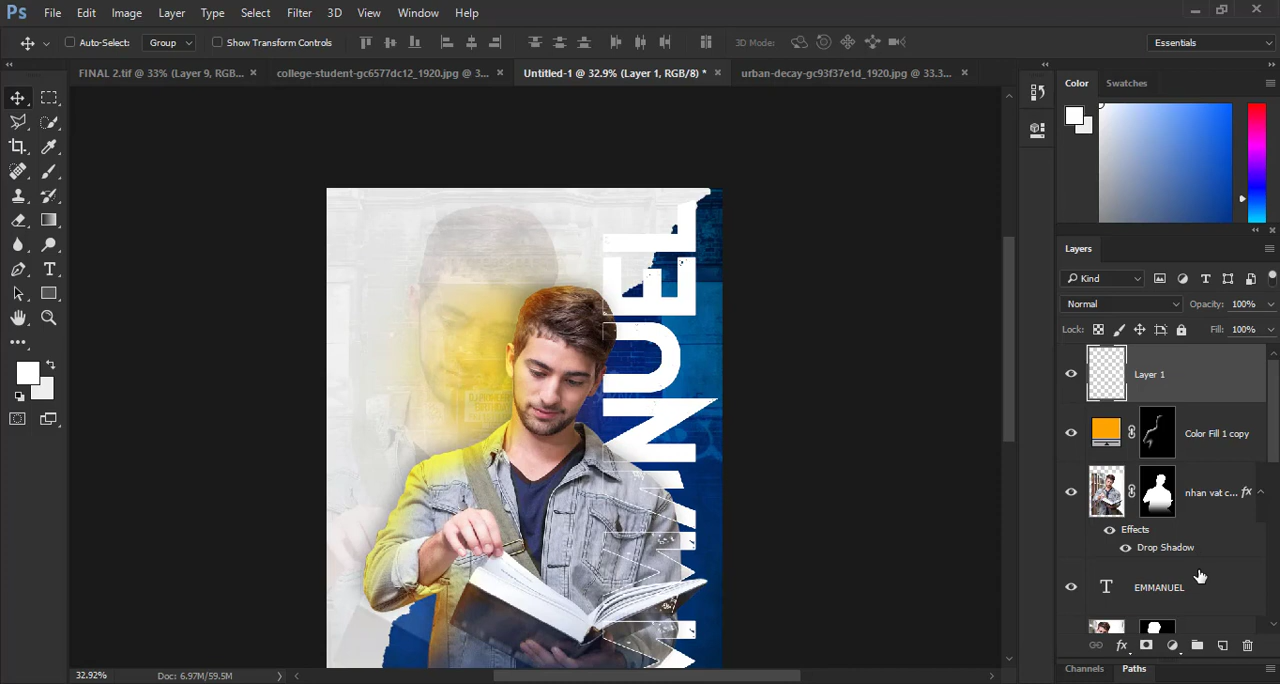 Ps File Edit Image Layer Type Select Filter 3D View Window Help
Auto-Select: Group Show Transform Controls 3D Mode: Essentials
FINAL 2.tif @ 33% (Layer 9, RGB... × college-student-gc6577dc12_1920.jpg @ 3... × Untitled-1 @ 32.9% (Layer 1, RGB/8) * × urban-decay-gc93f37e1d_1920.jpg @ 33.3... ×
Color Swatches
Layers
Kind
Normal Opacity: 100%
Lock: Fill: 100%
Layer 1
Color Fill 1 copy
nhan vat c... fx
Effects
Drop Shadow
T EMMANUEL
Channels Paths
32.92% Doc: 6.97M/59.5M